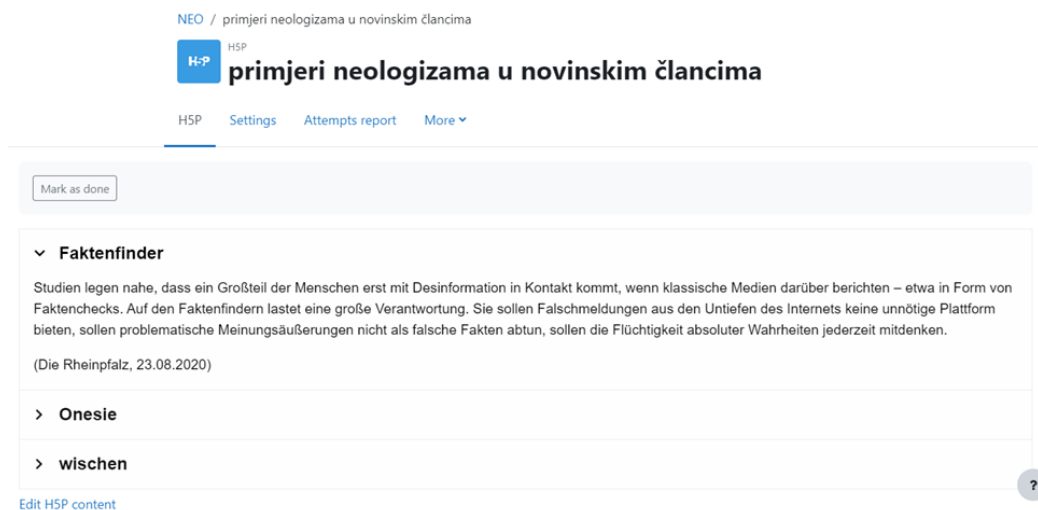 NEO / primjeri neologizama u novinskim člancima
H5P
H5P
primjeri neologizama u novinskim člancima
H5P Settings Attempts report More
Mark as done
Faktenfinder
Studien legen nahe, dass ein Großteil der Menschen erst mit Desinformation in Kontakt kommt, wenn klassische Medien darüber berichten – etwa in Form von
Faktenchecks. Auf den Faktenfindern lastet eine große Verantwortung. Sie sollen Falschmeldungen aus den Untiefen des Internets keine unnötige Plattform
bieten, sollen problematische Meinungsäußerungen nicht als falsche Fakten abtun, sollen die Flüchtigkeit absoluter Wahrheiten jederzeit mitdenken.
(Die Rheinpfalz, 23.08.2020)
Onesie
wischen
?
Edit H5P content